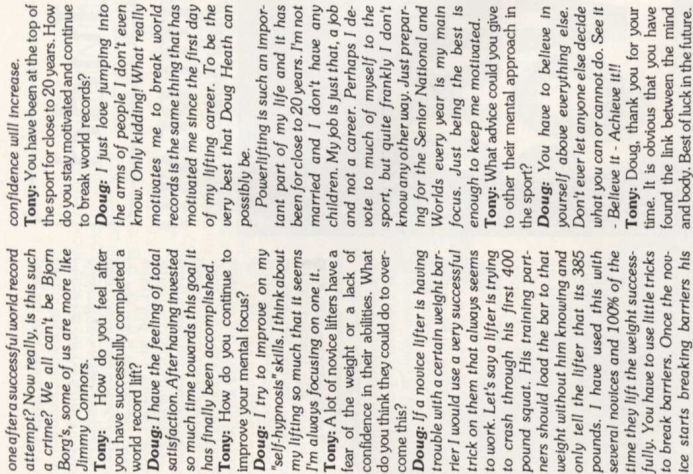 one after a successful world record
attempt? Now really, is this such
a crime? We all can't be Bjorn
Borg's, some of us are more like
Jimmy Connors.
Tony: How do you feel after
you have successfully completed a
world record lift?
Doug: I have the feeling of total
satisfaction. After having invested
so much time towards this goal it
has finally been accomplished.
Tony: How do you continue to
improve your mental focus?
Doug: I try to improve on my
"self-hypnosis" skills. I think about
my lifting so much that it seems
I'm always focusing on one it.
Tony: A lot of novice lifters have a
fear of the weight or a lack of
confidence in their abilities. What
do you think they could do to over-
come this?
Doug: If a novice lifter is having
trouble with a certain weight bar-
rier I would use a very successful
trick on them that always seems
to work. Let's say a lifter is trying
to crash through his first 400
pound squat. His training part-
ners should load the bar to that
weight without him knowing and
only tell the lifter that its 385
pounds. I have used this with
several novices and 100% of the
time they lift the weight success-
fully. You have to use little tricks
to break barriers. Once the nov-
ice starts breaking barriers his
confidence will increase.
Tony: You have been at the top of
the sport for close to 20 years. How
do you stay motivated and continue
to break world records?
Doug: I just love jumping into
the arms of people I don't even
know. Only kidding! What really
motivates me to break world
records is the same thing that has
motivated me since the first day
of my lifting career. To be the
very best that Doug Heath can
possibly be.
Powerlifting is such an impor-
tant part of my life and it has
been for close to 20 years. I'm not
married and I don't have any
children. My job is just that, a job
and not a career. Perhaps I de-
vote to much of myself to the
sport, but quite frankly I don't
know any other way. Just prepar-
ing for the Senior National and
Worlds every year is my main
focus. Just being the best is
enough to keep me motivated.
Tony: What advice could you give
to other their mental approach in
the sport?
Doug: You have to believe in
yourself above everything else.
Don't ever let anyone else decide
what you can or cannot do. See it
- Believe it - Achieve it!!
Tony: Doug, thank you for your
time. It is obvious that you have
found the link between the mind
and body. Best of luck in the future.